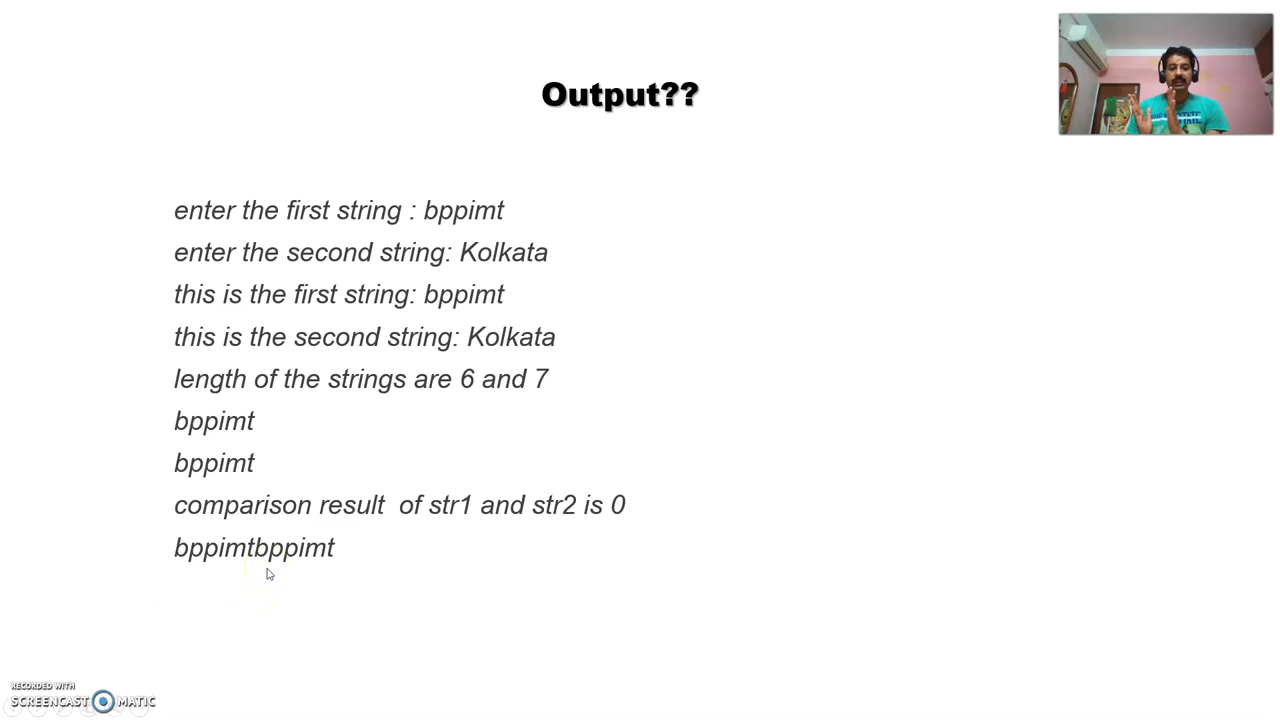 Output??
enter the first string : bppimt
enter the second string: Kolkata
this is the first string: bppimt
this is the second string: Kolkata
length of the strings are 6 and 7
bppimt
bppimt
comparison result  of str1 and str2 is 0
bppimtbppimt
RECORDED WITH
SCREENCAST MATIC